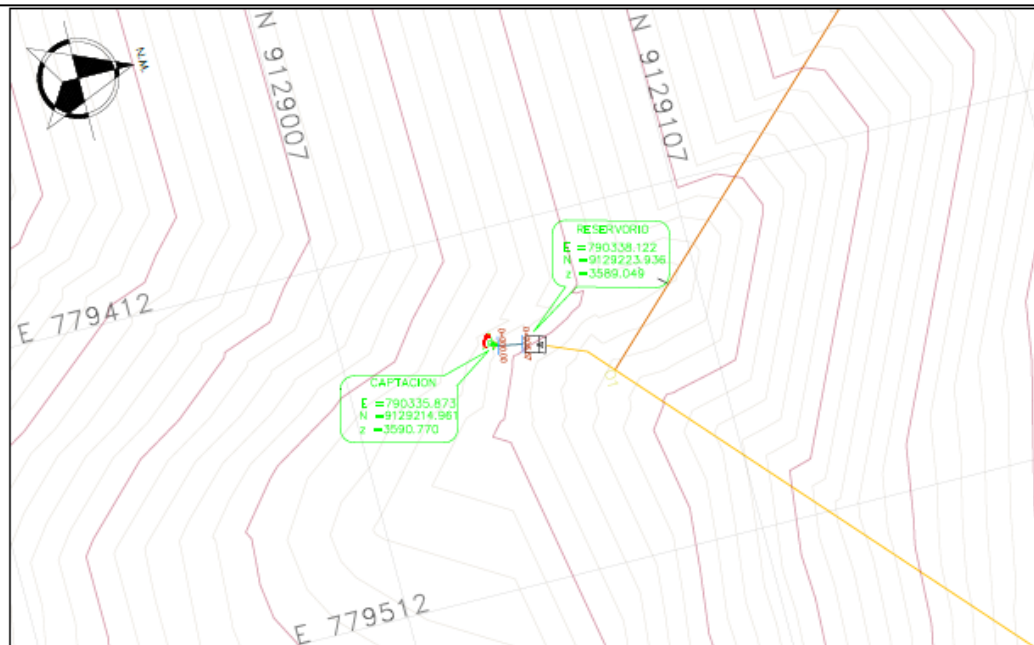 N.M.
N 9129007
N 9129107
RESERVORIO
E =790338.122
N =9129223.936
z =3589.049
E 779412
CAPTACION
E =790335.873
N =9129214.961
z =3590.770
E 779512